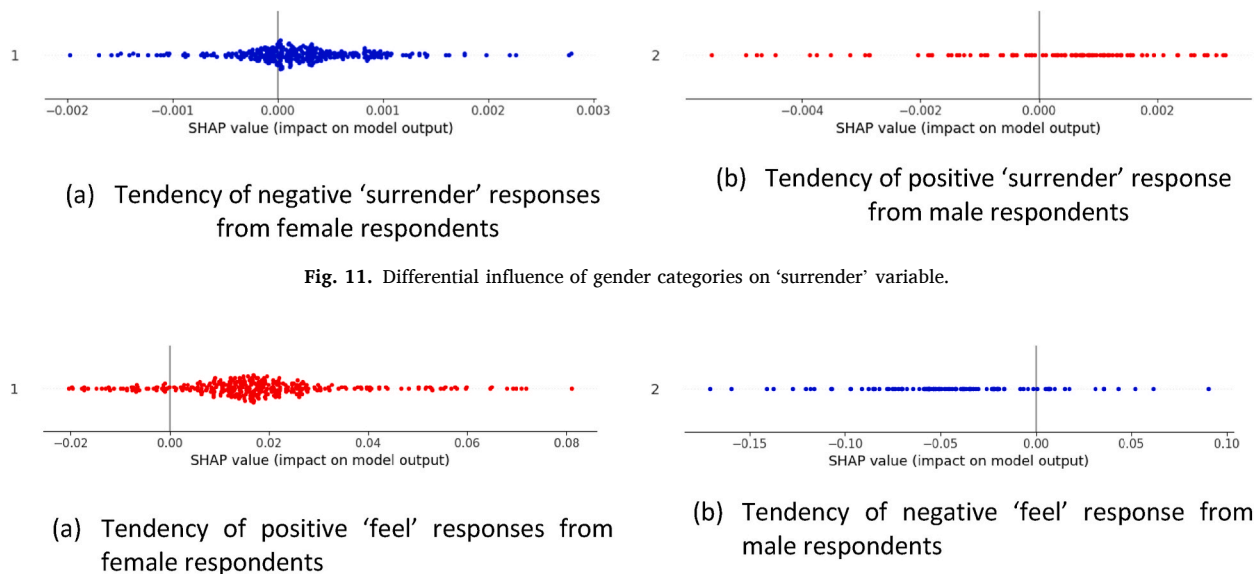 1
−0.002 −0.001 0.000 0.001 0.002 0.003
SHAP value (impact on model output)
(a) Tendency of negative ‘surrender’ responses
from female respondents
2
−0.004 −0.002 0.000 0.002
SHAP value (impact on model output)
(b) Tendency of positive ‘surrender’ response
from male respondents
Fig. 11. Differential influence of gender categories on ‘surrender’ variable.
1
−0.02 0.00 0.02 0.04 0.06 0.08
SHAP value (impact on model output)
(a) Tendency of positive ‘feel’ responses from
female respondents
2
−0.15 −0.10 −0.05 0.00 0.05 0.10
SHAP value (impact on model output)
(b) Tendency of negative ‘feel’ response from
male respondents